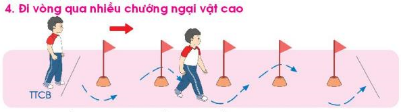 4. Đi vòng qua nhiều chướng ngại vật cao
TTCB